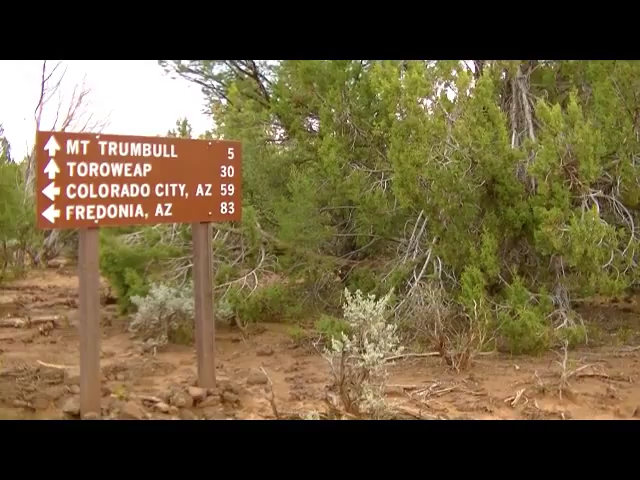 ↑ MT TRUMBULL 5
↑ TOROWEAP 30
← COLORADO CITY, AZ 59
← FREDONIA, AZ 83